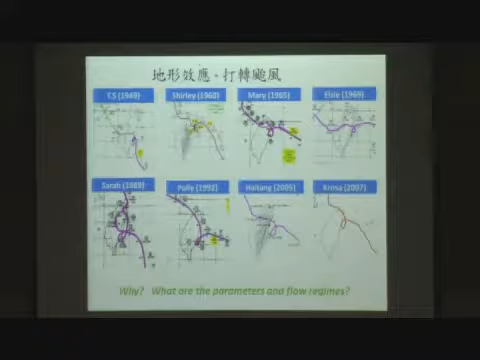 地形效應 - 打轉颱風
T.S (1949)
Shirley (1960)
Mary (1965)
Elsie (1969)
Sarah (1989)
Polly (1992)
Haitang (2005)
Krosa (2007)
Why? What are the parameters and flow regimes?